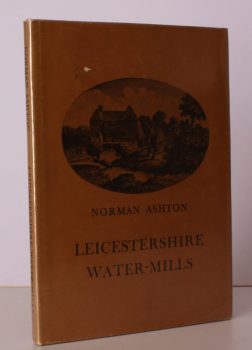 NORMAN ASHTON
LEICESTERSHIRE
WATER-MILLS